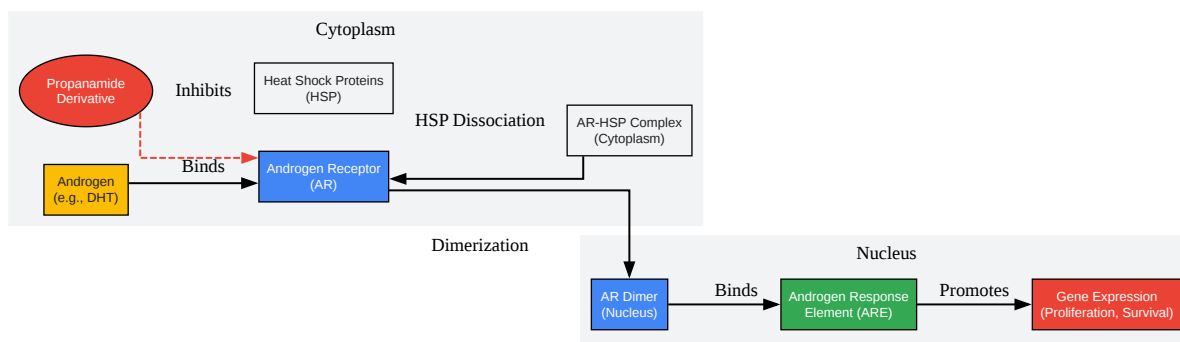 Cytoplasm
Propanamide
Derivative
Inhibits
Heat Shock Proteins
(HSP)
HSP Dissociation
AR-HSP Complex
(Cytoplasm)
Androgen
(e.g., DHT)
Binds
Androgen Receptor
(AR)
Dimerization
Nucleus
AR Dimer
(Nucleus)
Binds
Androgen Response
Element (ARE)
Promotes
Gene Expression
(Proliferation, Survival)